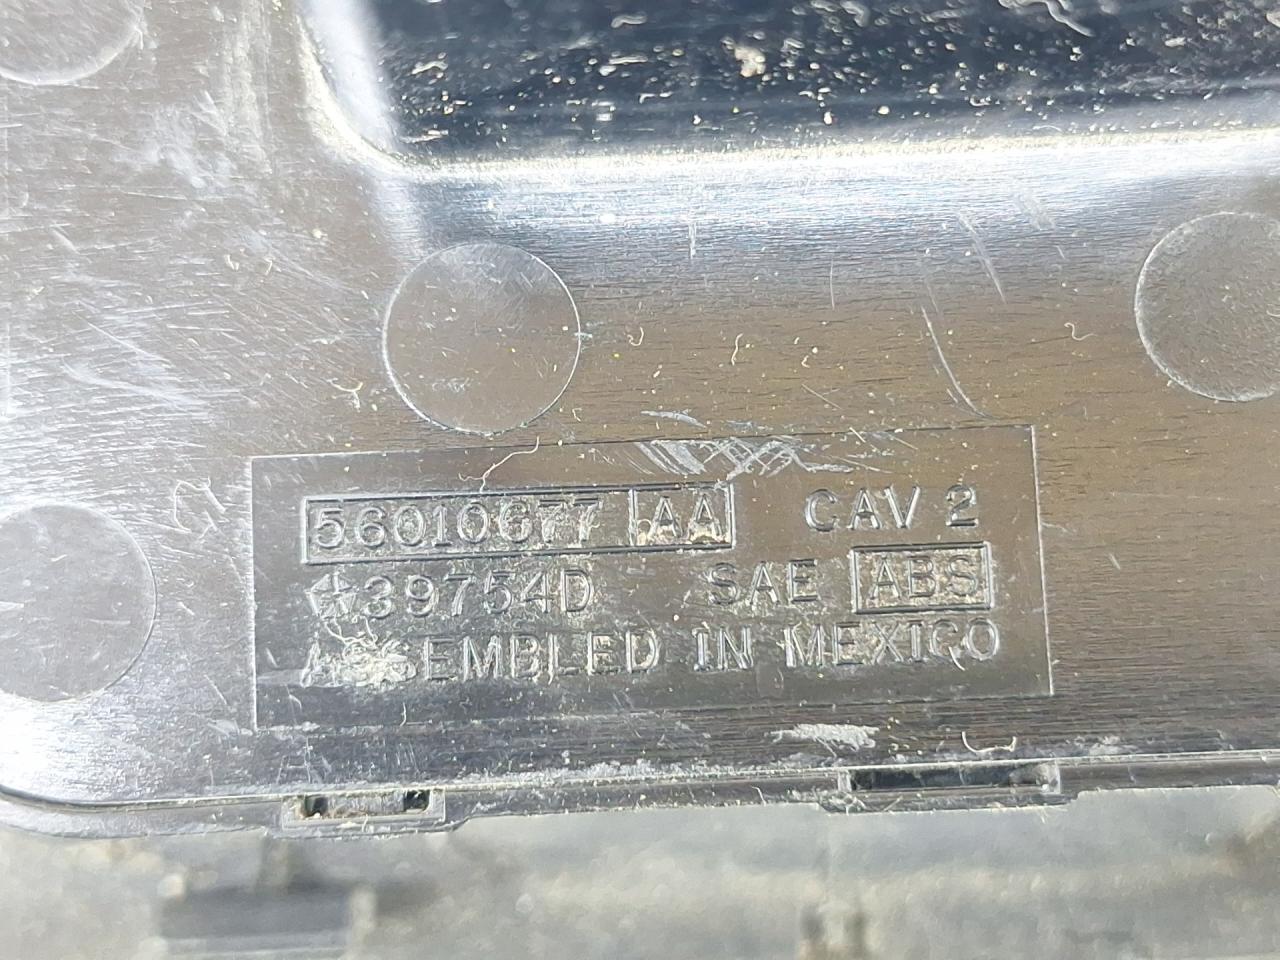 56010677 AA CAV 2
39754D SAE ABS
ASSEMBLED IN MEXICO